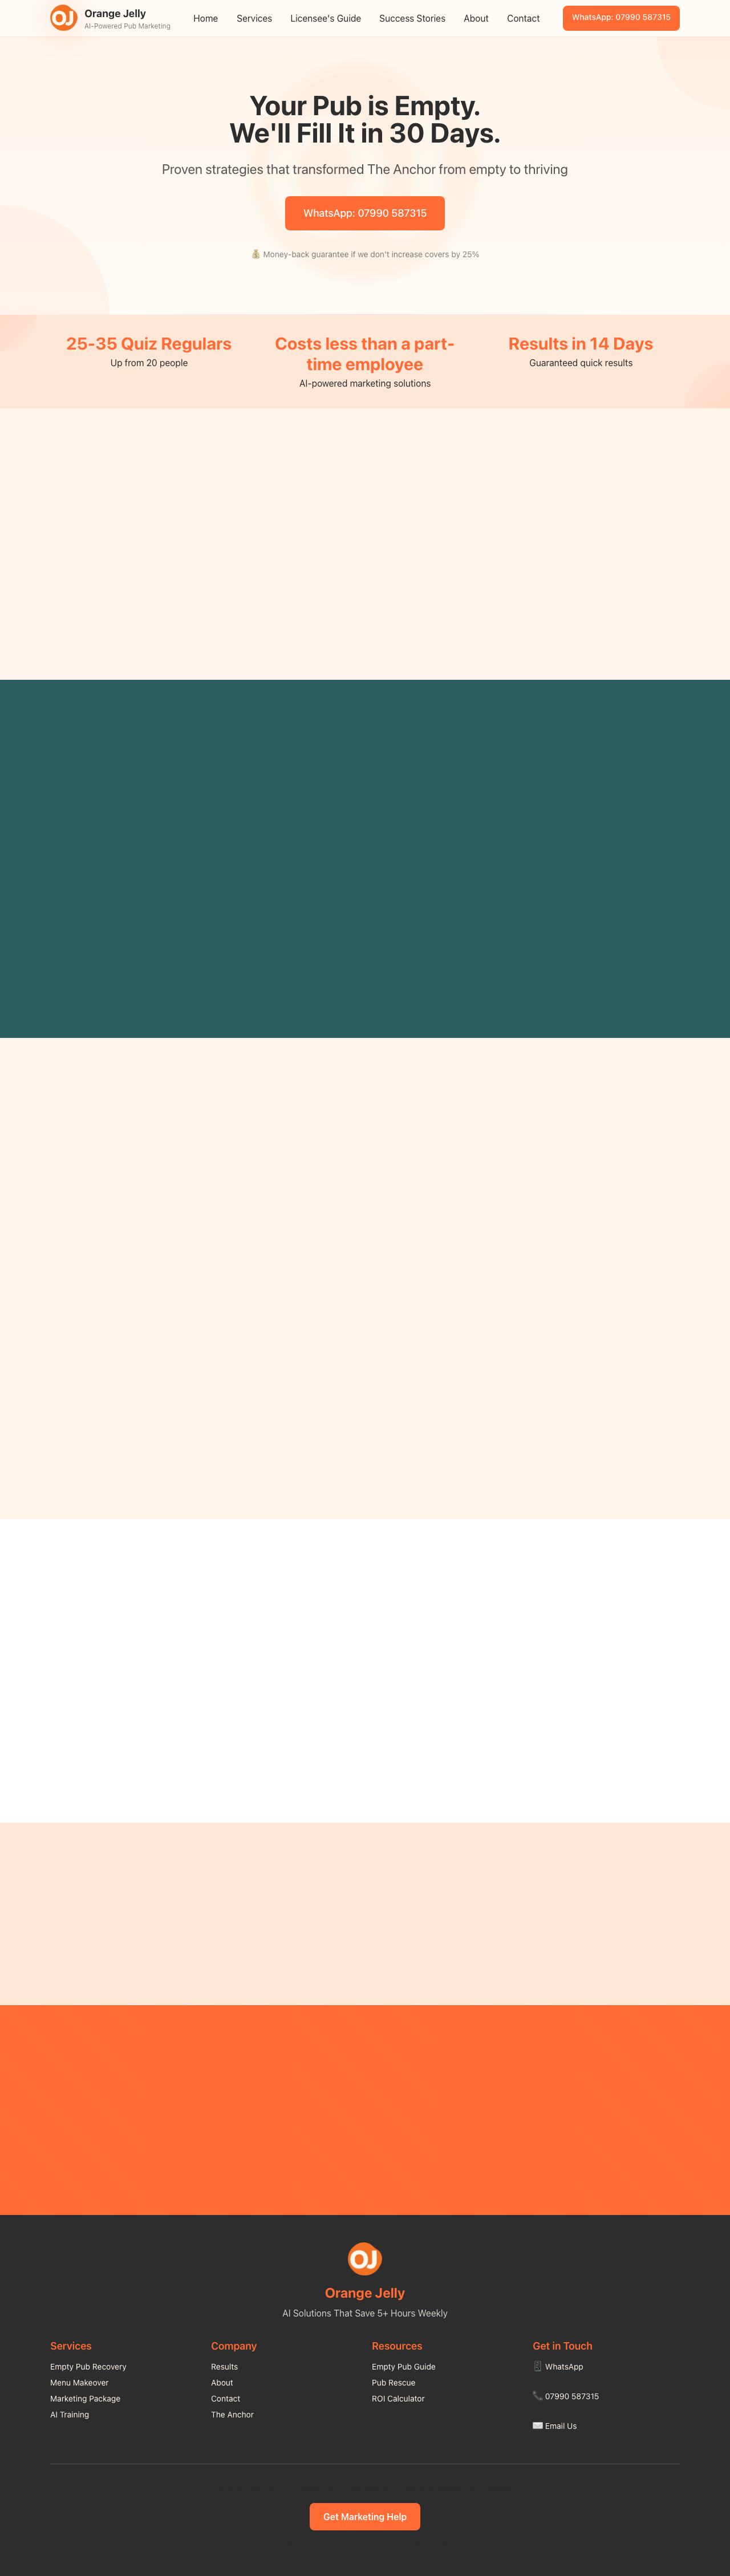 Orange Jelly
AI-Powered Pub Marketing
Home
Services
Licensee's Guide
Success Stories
About
Contact
WhatsApp: 07990 587315
Your Pub is Empty.
We'll Fill It in 30 Days.
Proven strategies that transformed The Anchor from empty to thriving
WhatsApp: 07990 587315
Money-back guarantee if we don't increase covers by 25%
25-35 Quiz Regulars
Up from 20 people
Costs less than a part-
time employee
AI-powered marketing solutions
Results in 14 Days
Guaranteed quick results
OJ
Orange Jelly
AI Solutions That Save 5+ Hours Weekly
Services
Empty Pub Recovery
Menu Makeover
Marketing Package
AI Training
Company
Results
About
Contact
The Anchor
Resources
Empty Pub Guide
Pub Rescue
ROI Calculator
Get in Touch
WhatsApp
07990 587315
Email Us
Get Marketing Help